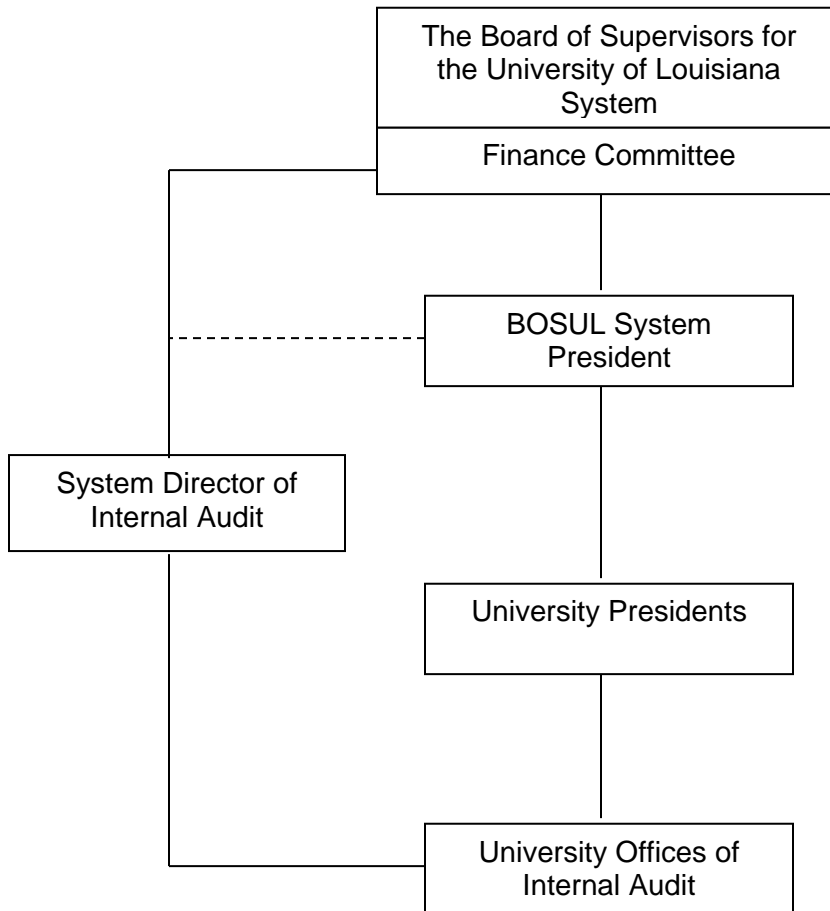 The Board of Supervisors for
the University of Louisiana
System
Finance Committee
BOSUL System
President
System Director of
Internal Audit
University Presidents
University Offices of
Internal Audit